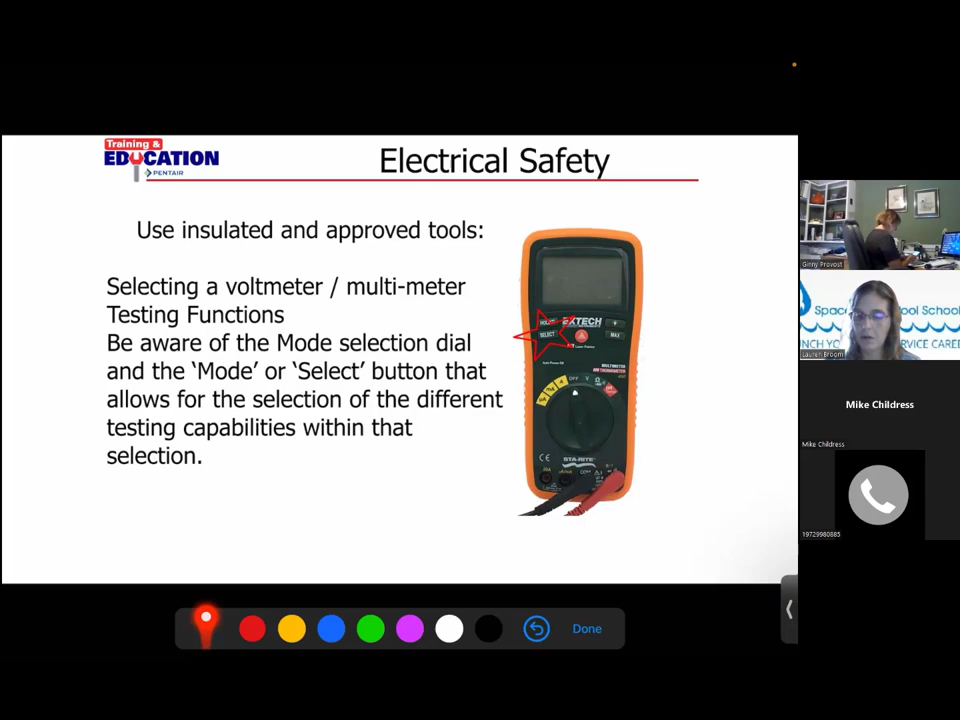 Training &
EDUCATION
PENTAIR
Electrical Safety
Use insulated and approved tools:
Selecting a voltmeter / multi-meter
Testing Functions
Be aware of the Mode selection dial
and the ‘Mode’ or ‘Select’ button that
allows for the selection of the different
testing capabilities within that
selection.
EXTECH
SELECT
MAX
OFF
V
STA-RITE
Ginny Provost
Lauren Broom
Mike Childress
Mike Childress
19729980885
Done